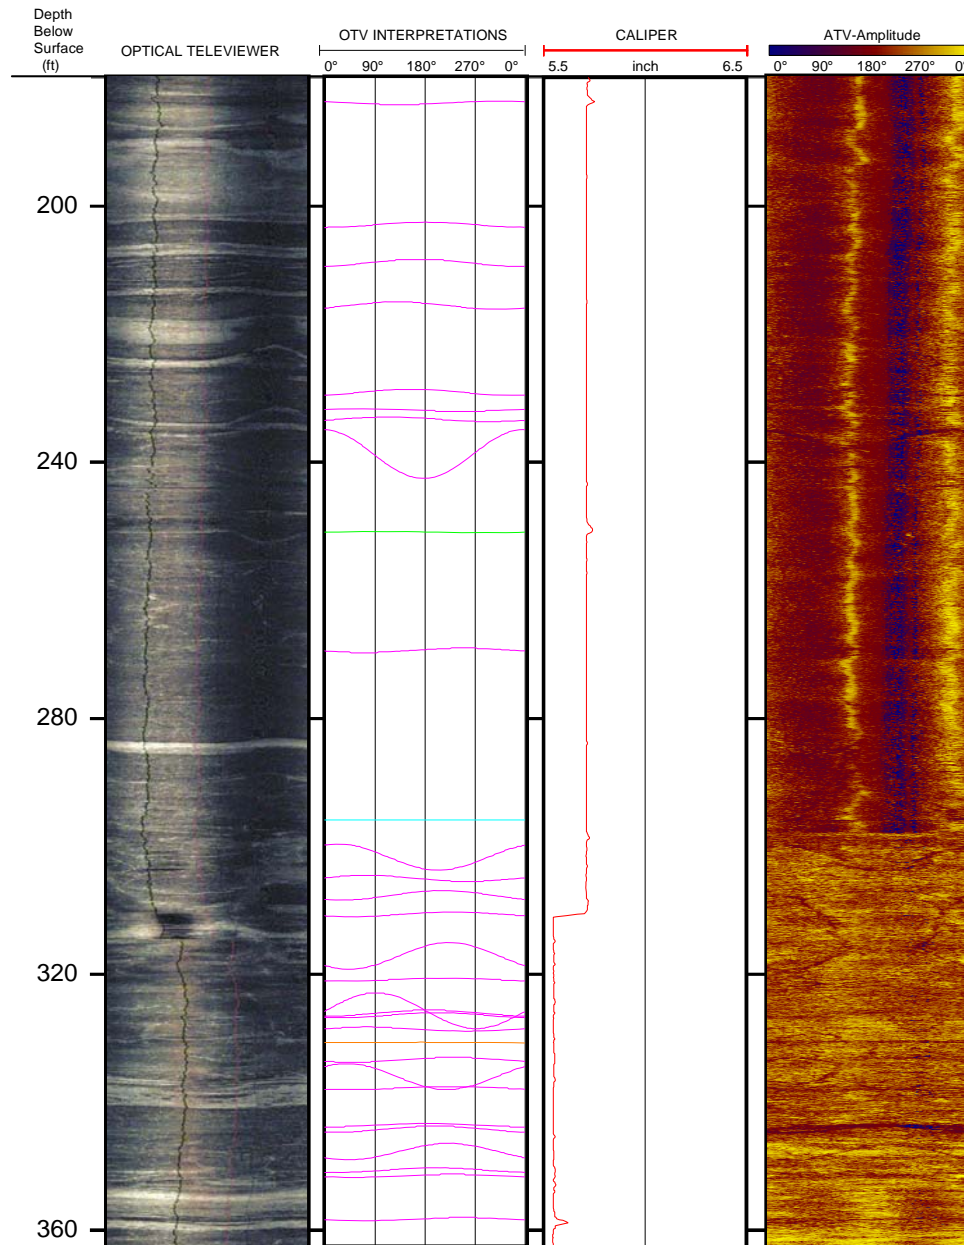 Depth
Below
Surface
(ft)
OPTICAL TELEVIEWER
OTV INTERPRETATIONS
0° 90° 180° 270° 0°
CALIPER
5.5 inch 6.5
ATV-Amplitude
0° 90° 180° 270° 0°
200
240
280
320
360